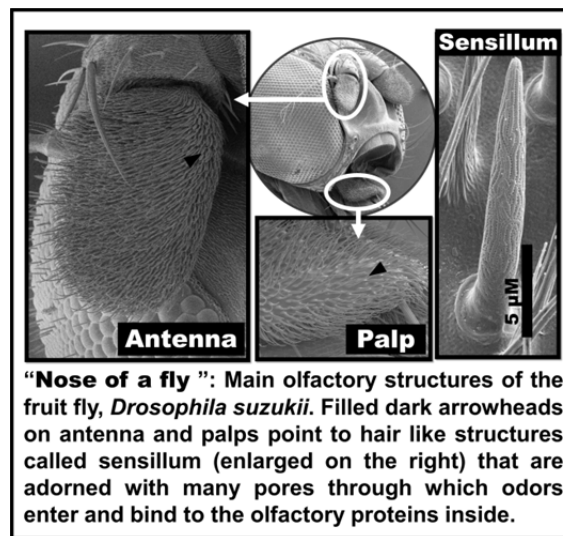 Sensillum
Antenna
Palp
5 µM
“Nose of a fly ”: Main olfactory structures of the
fruit fly, Drosophila suzukii. Filled dark arrowheads
on antenna and palps point to hair like structures
called sensillum (enlarged on the right) that are
adorned with many pores through which odors
enter and bind to the olfactory proteins inside.